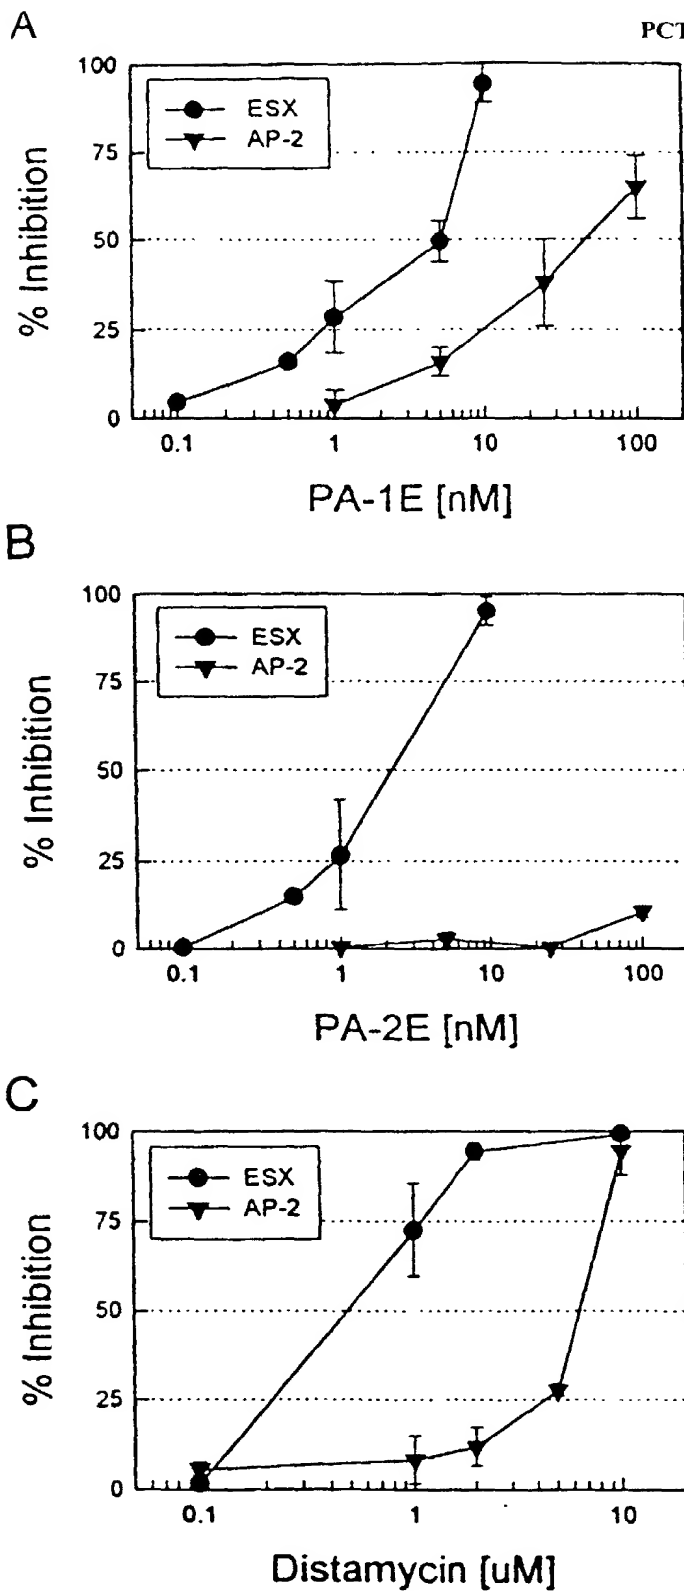 A
PCT
% Inhibition
100
75
50
25
0
ESX
AP-2
0.1 1 10 100
PA-1E [nM]
B
% Inhibition
100
75
50
25
0
ESX
AP-2
0.1 1 10 100
PA-2E [nM]
C
% Inhibition
100
75
50
25
0
ESX
AP-2
0.1 1 10
Distamycin [uM]